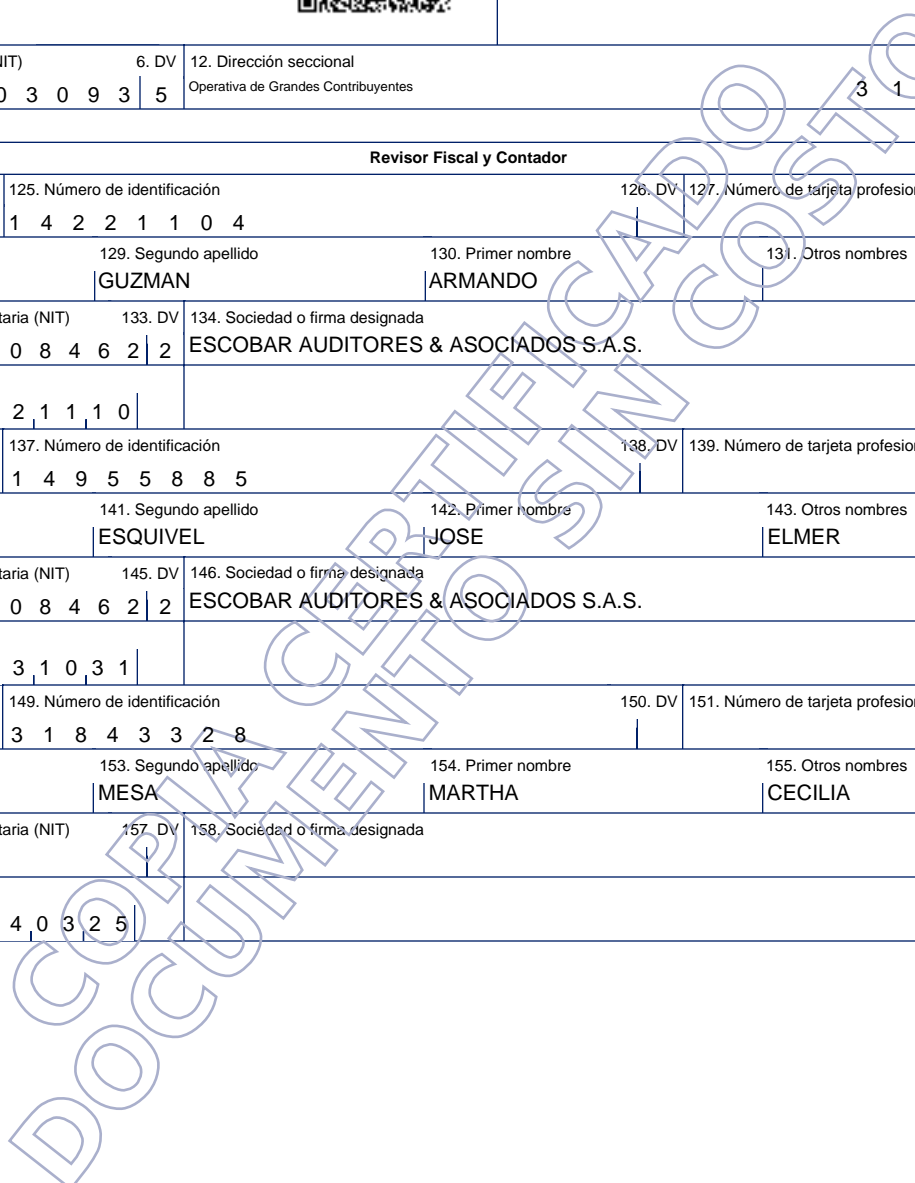 NIT) 6. DV 12. Dirección seccional
0 3 0 9 3 5 Operativa de Grandes Contribuyentes 3 1
Revisor Fiscal y Contador
125. Número de identificación 126. DV 127. Número de tarjeta profesion
1 4 2 2 1 1 0 4
129. Segundo apellido 130. Primer nombre 131. Otros nombres
GUZMAN ARMANDO
taria (NIT) 133. DV 134. Sociedad o firma designada
0 8 4 6 2 2 ESCOBAR AUDITORES & ASOCIADOS S.A.S.
2 1 1 1 0
137. Número de identificación 138. DV 139. Número de tarjeta profesion
1 4 9 5 5 8 8 5
141. Segundo apellido 142. Primer nombre 143. Otros nombres
ESQUIVEL JOSE ELMER
taria (NIT) 145. DV 146. Sociedad o firma designada
0 8 4 6 2 2 ESCOBAR AUDITORES & ASOCIADOS S.A.S.
3 1 0 3 1
149. Número de identificación 150. DV 151. Número de tarjeta profesion
3 1 8 4 3 3 2 8
153. Segundo apellido 154. Primer nombre 155. Otros nombres
MESA MARTHA CECILIA
taria (NIT) 157. DV 158. Sociedad o firma designada
4 0 3 2 5
COPIA CERTIFICADO
DOCUMENTO SIN COSTO